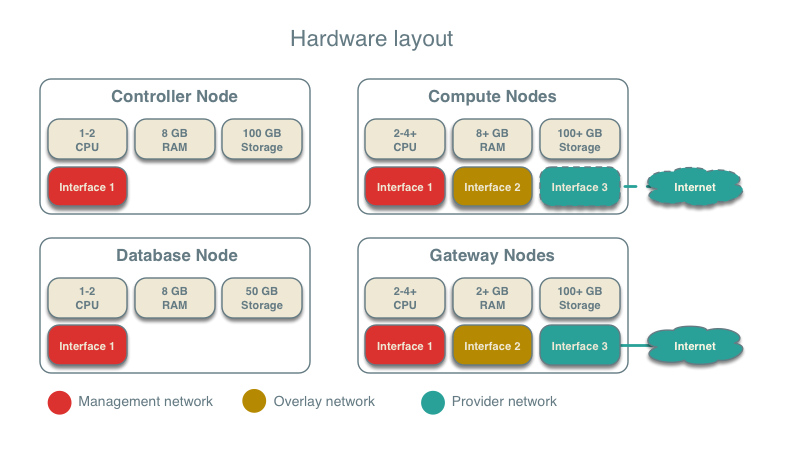 Hardware layout
Controller Node
1-2
CPU
8 GB
RAM
100 GB
Storage
Interface 1
Compute Nodes
2-4+
CPU
8+ GB
RAM
100+ GB
Storage
Interface 1
Interface 2
Interface 3
Internet
Database Node
1-2
CPU
8 GB
RAM
50 GB
Storage
Interface 1
Gateway Nodes
2-4+
CPU
2+ GB
RAM
100+ GB
Storage
Interface 1
Interface 2
Interface 3
Internet
Management network
Overlay network
Provider network